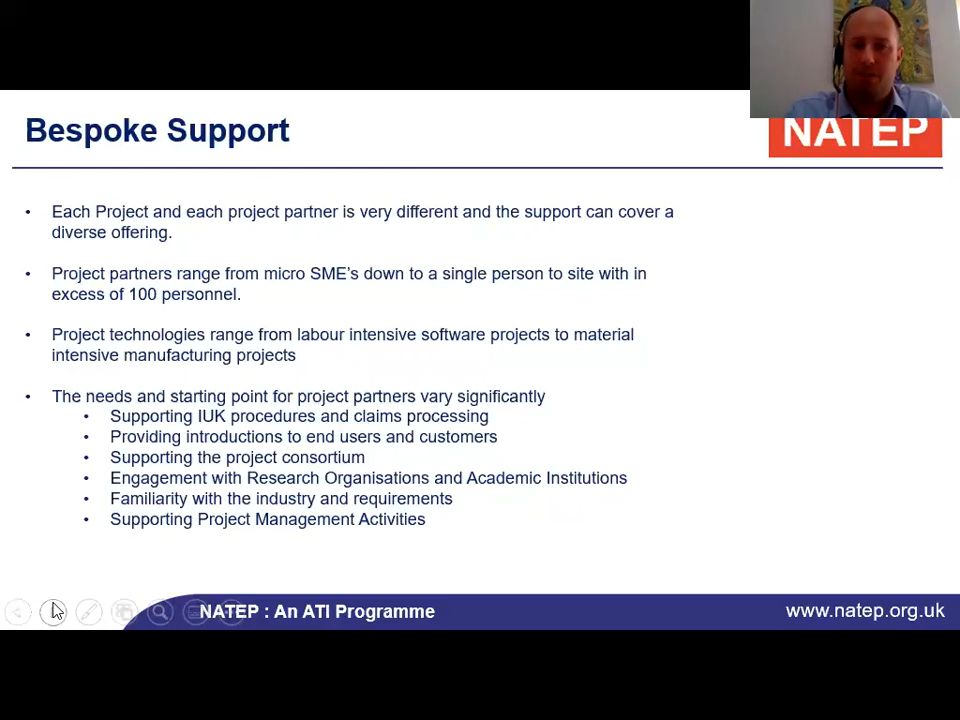 Bespoke Support
NATEP
• Each Project and each project partner is very different and the support can cover a
diverse offering.
• Project partners range from micro SME's down to a single person to site with in
excess of 100 personnel.
• Project technologies range from labour intensive software projects to material
intensive manufacturing projects
• The needs and starting point for project partners vary significantly
• Supporting IUK procedures and claims processing
• Providing introductions to end users and customers
• Supporting the project consortium
• Engagement with Research Organisations and Academic Institutions
• Familiarity with the industry and requirements
• Supporting Project Management Activities
NATEP : An ATI Programme
www.natep.org.uk